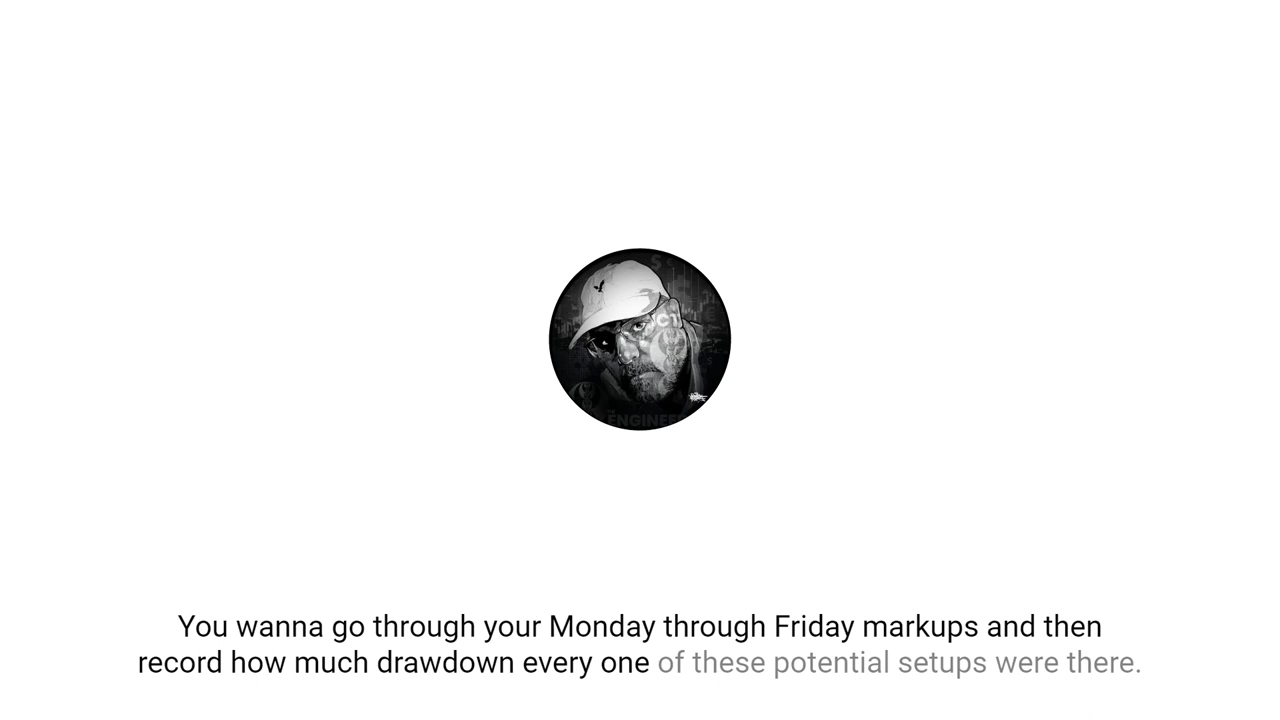 ENGINEE
You wanna go through your Monday through Friday markups and then
record how much drawdown every one of these potential setups were there.